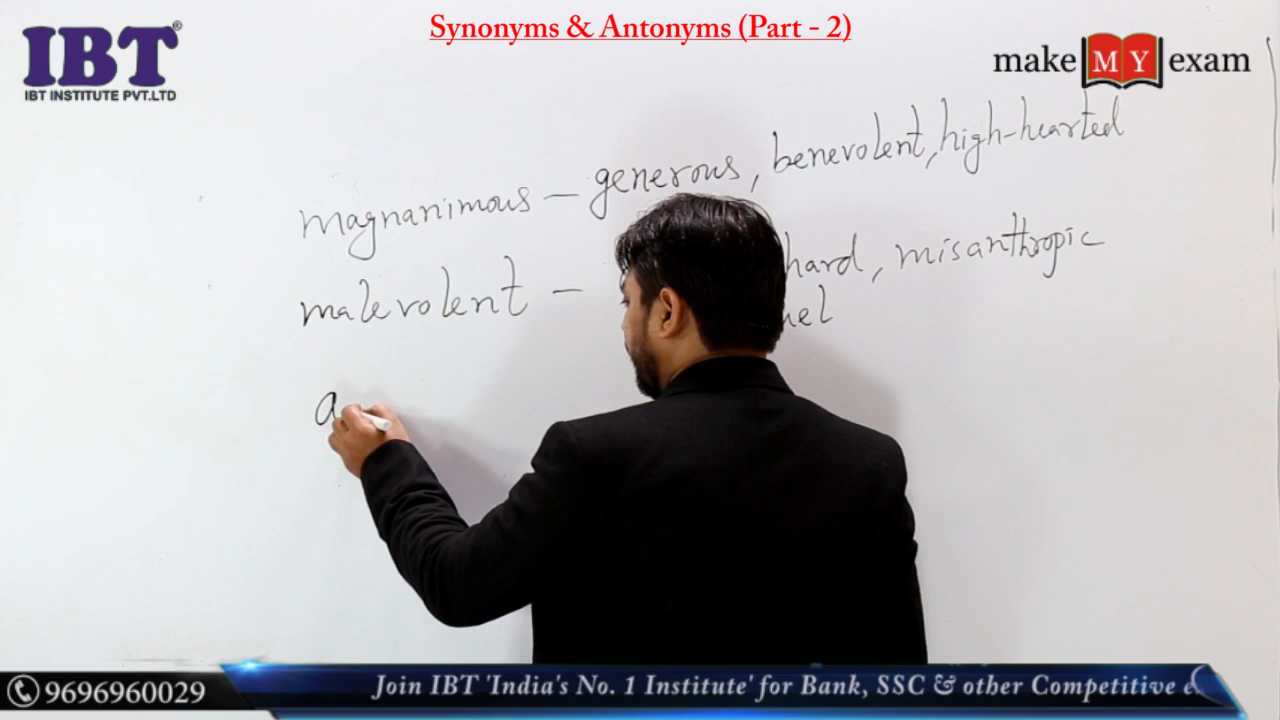 Synonyms & Antonyms (Part - 2)
IBT®
IBT INSTITUTE PVT.LTD
make MY exam
magnanimous — generous, benevolent, high-hearted
malevolent — hard, misanthropic
a
9696960029
Join IBT 'India's No. 1 Institute' for Bank, SSC & other Competitive